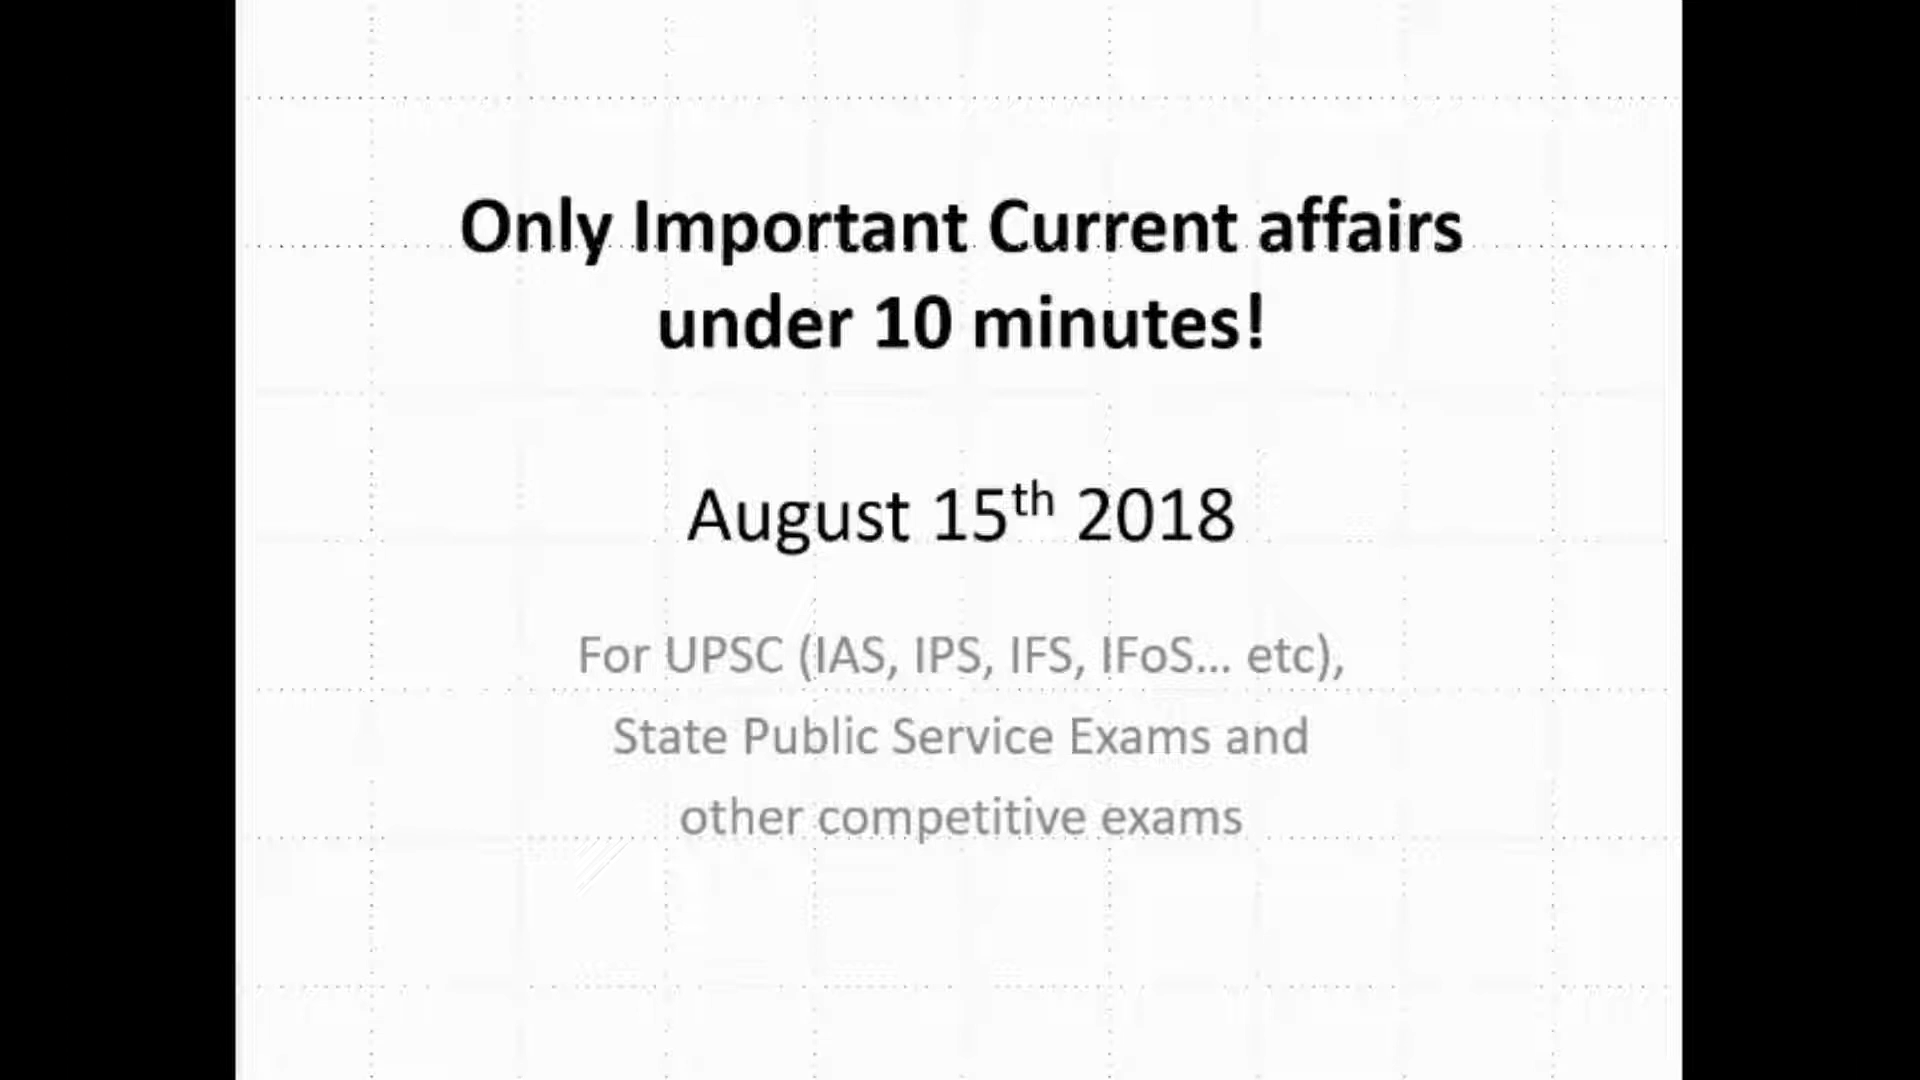 Only Important Current affairs
under 10 minutes!
August 15th 2018
For UPSC (IAS, IPS, IFS, IFoS... etc),
State Public Service Exams and
other competitive exams